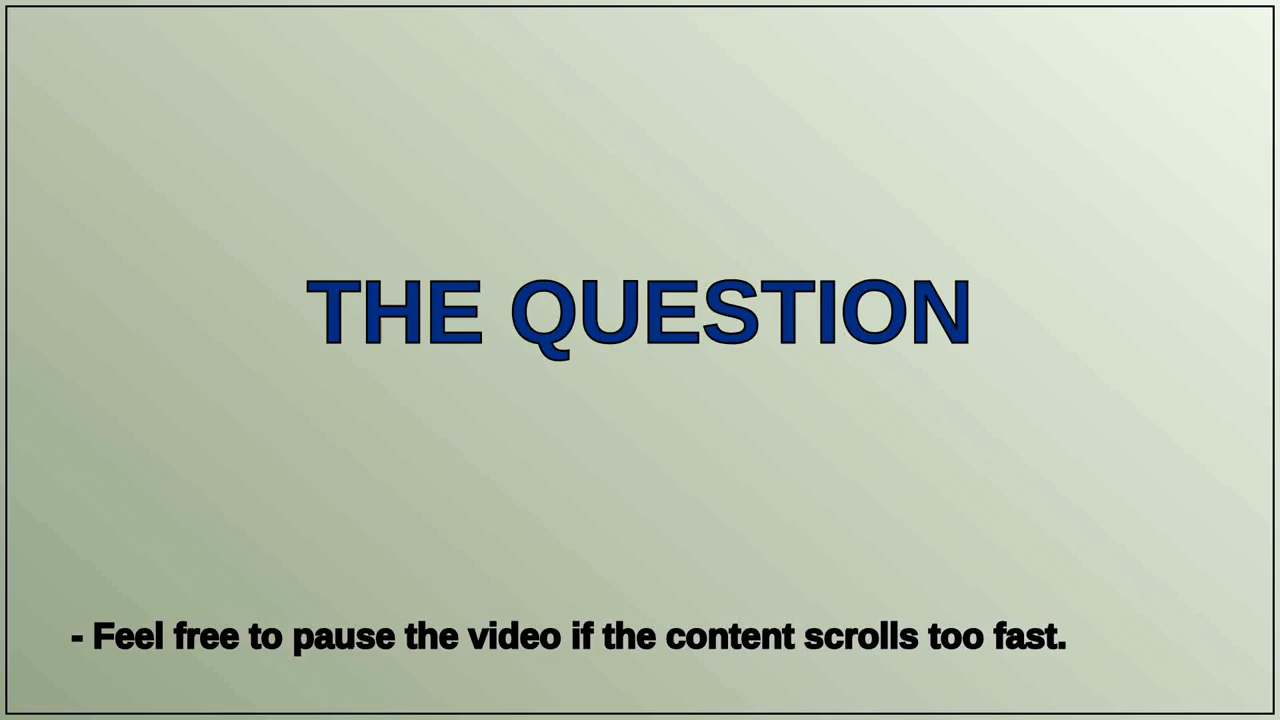 THE QUESTION
- Feel free to pause the video if the content scrolls too fast.